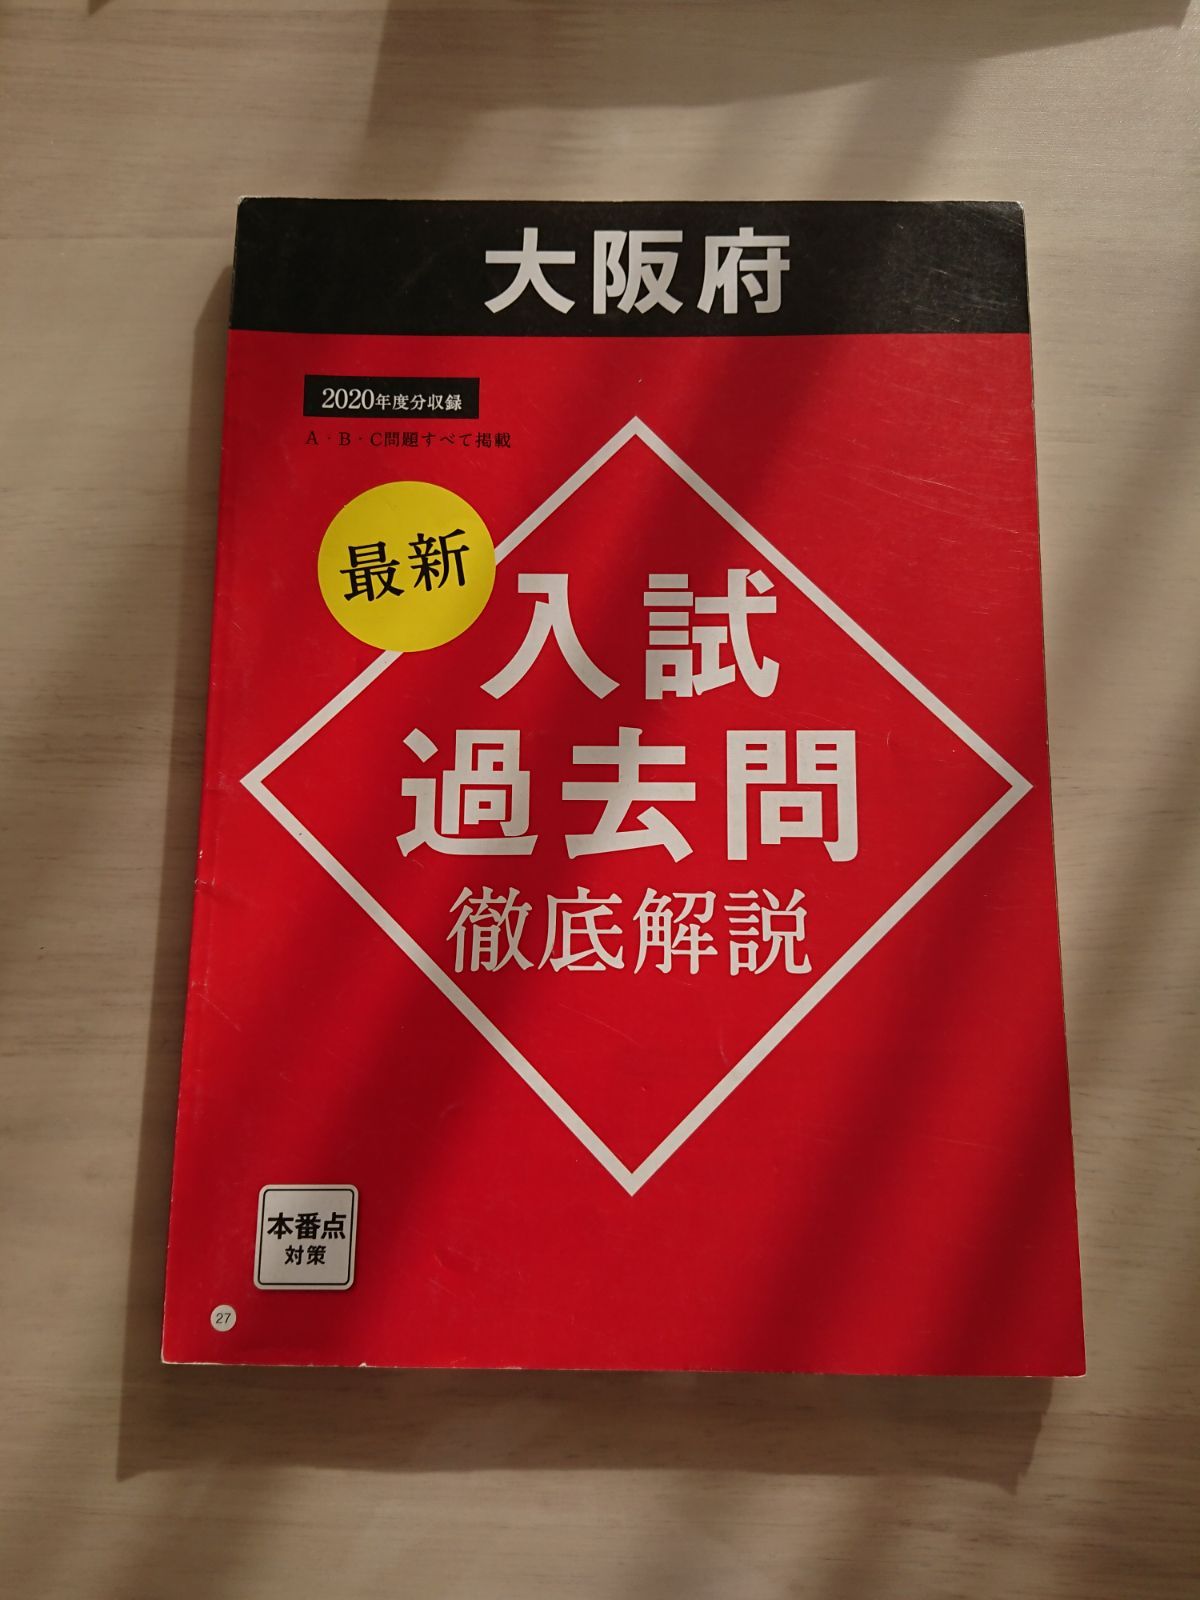 大阪府
2020年度分収録
A・B・C問題すべて掲載
最新
入試
過去問
徹底解説
本番点
対策
27